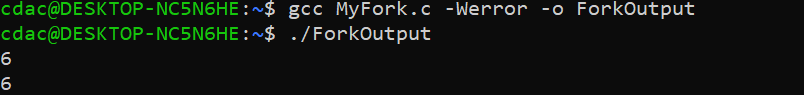 cdac@DESKTOP-NC5N6HE:~$ gcc MyFork.c -Werror -o ForkOutput
cdac@DESKTOP-NC5N6HE:~$ ./ForkOutput
6
6